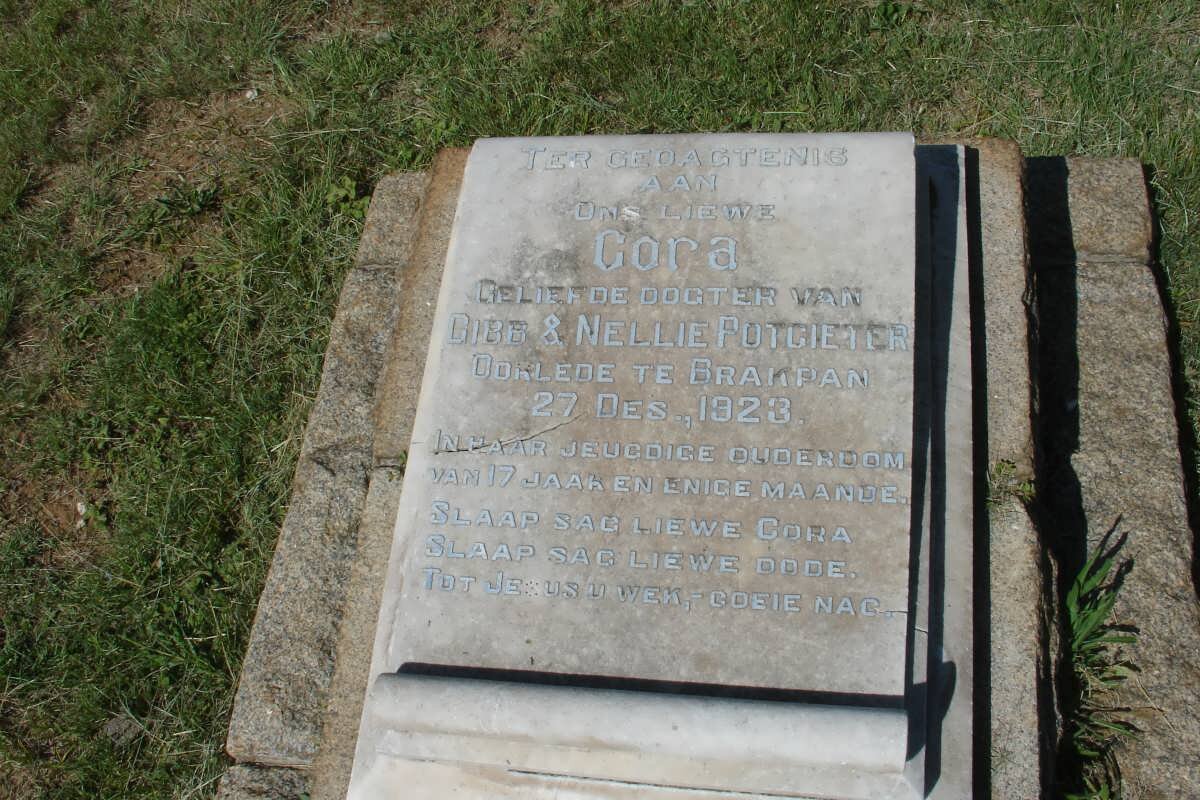 TER GEDAGTENIS
AAN
ONS LIEWE
Cora
GELIEFDE DOGTER VAN
GIBB & NELLIE POTGIETER
OORLEDE TE BRAKPAN
27 DES., 1923.
IN HAAR JEUGDIGE OUDERDOM
VAN 17 JAAR EN ENIGE MAANDE.
SLAAP SAG LIEWE CORA
SLAAP SAG LIEWE DODE.
TOT JESUS U WEK,- GOEIE NAG.